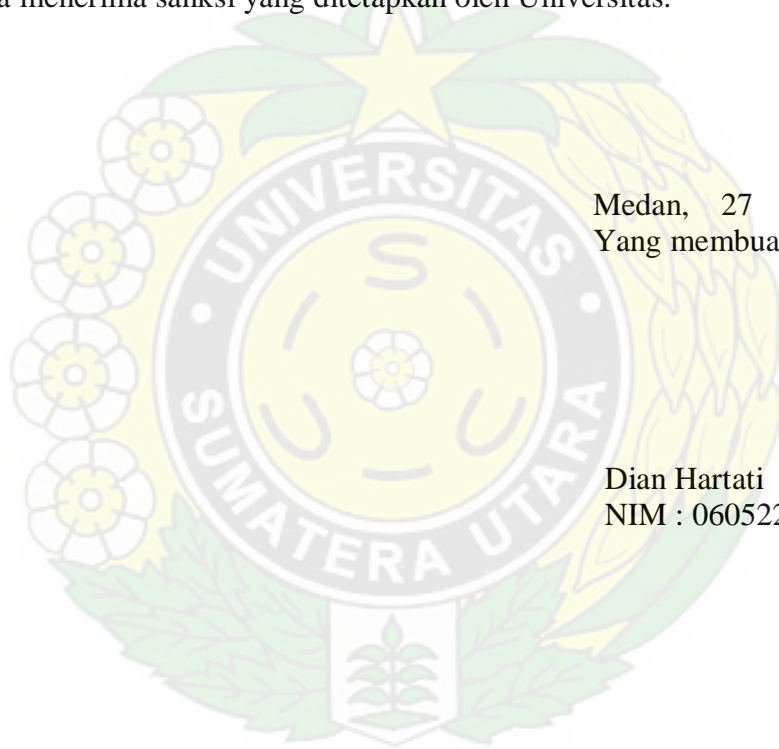 menerima sanksi yang ditetapkan oleh Universitas.
Medan, 27
Yang membua
Dian Hartati
NIM : 060522
UNIVERSITAS
SUMATERA UTARA
U S U